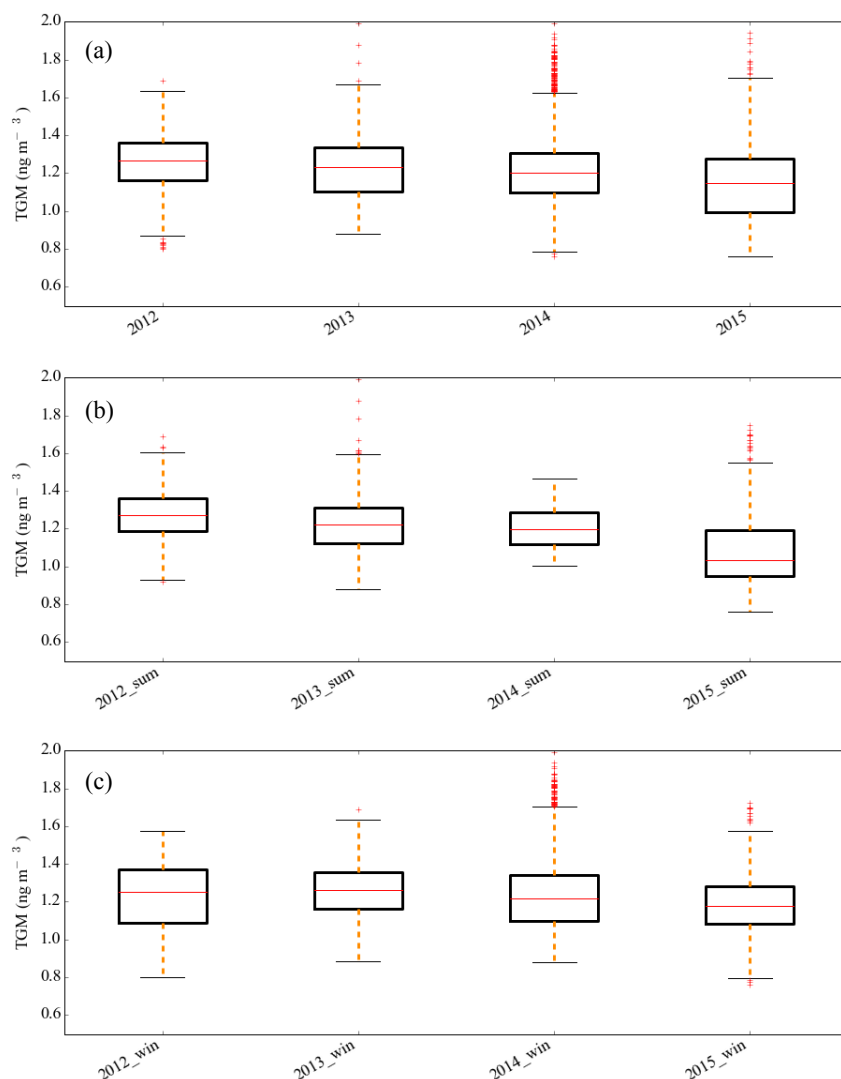 (a)
TGM (ng m⁻ ³ )
2.0
1.8
1.6
1.4
1.2
1.0
0.8
0.6
2012
2013
2014
2015
(b)
TGM (ng m⁻ ³ )
2.0
1.8
1.6
1.4
1.2
1.0
0.8
0.6
2012_sum
2013_sum
2014_sum
2015_sum
(c)
TGM (ng m⁻ ³ )
2.0
1.8
1.6
1.4
1.2
1.0
0.8
0.6
2012_win
2013_win
2014_win
2015_win